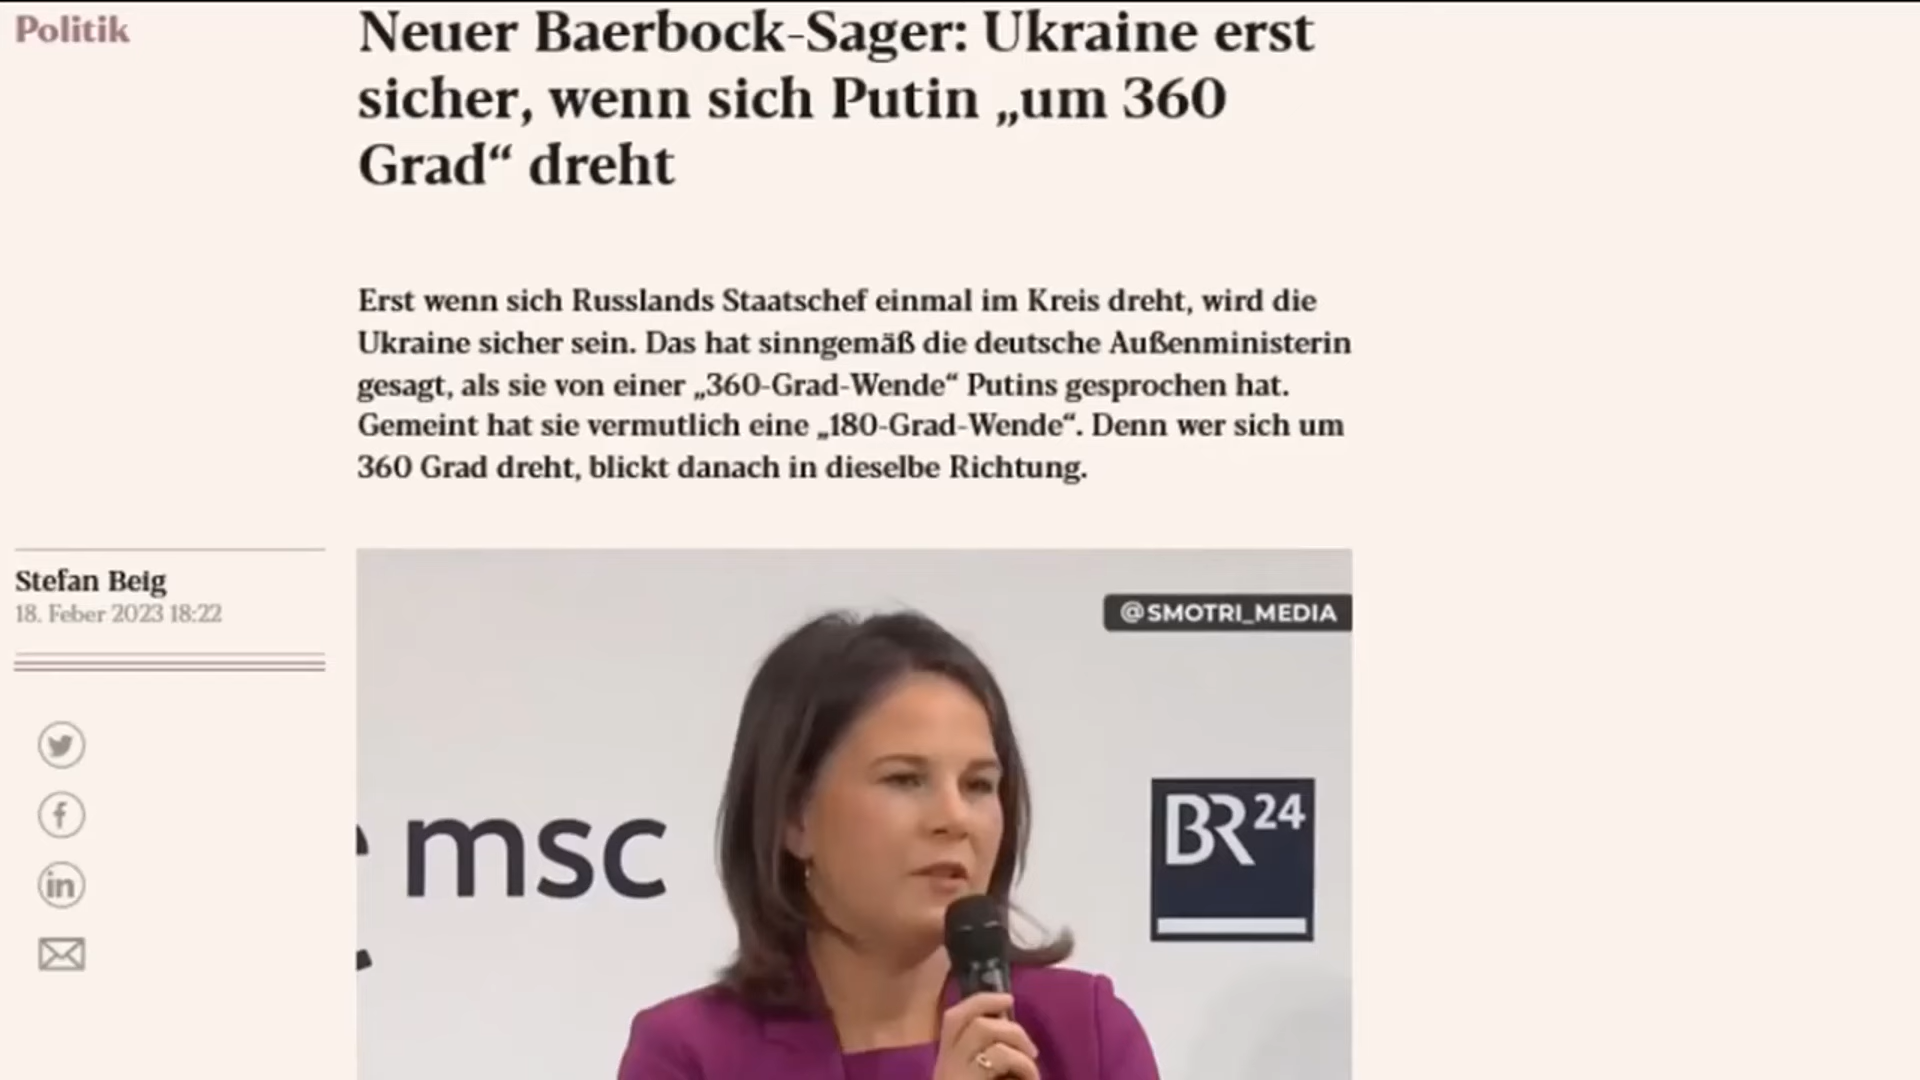 Politik
Neuer Baerbock-Sager: Ukraine erst
sicher, wenn sich Putin „um 360
Grad“ dreht
Erst wenn sich Russlands Staatschef einmal im Kreis dreht, wird die
Ukraine sicher sein. Das hat sinngemäß die deutsche Außenministerin
gesagt, als sie von einer „360-Grad-Wende“ Putins gesprochen hat.
Gemeint hat sie vermutlich eine „180-Grad-Wende“. Denn wer sich um
360 Grad dreht, blickt danach in dieselbe Richtung.
Stefan Beig
18. Feber 2023 18:22
@SMOTRI_MEDIA
msc
BR24
in